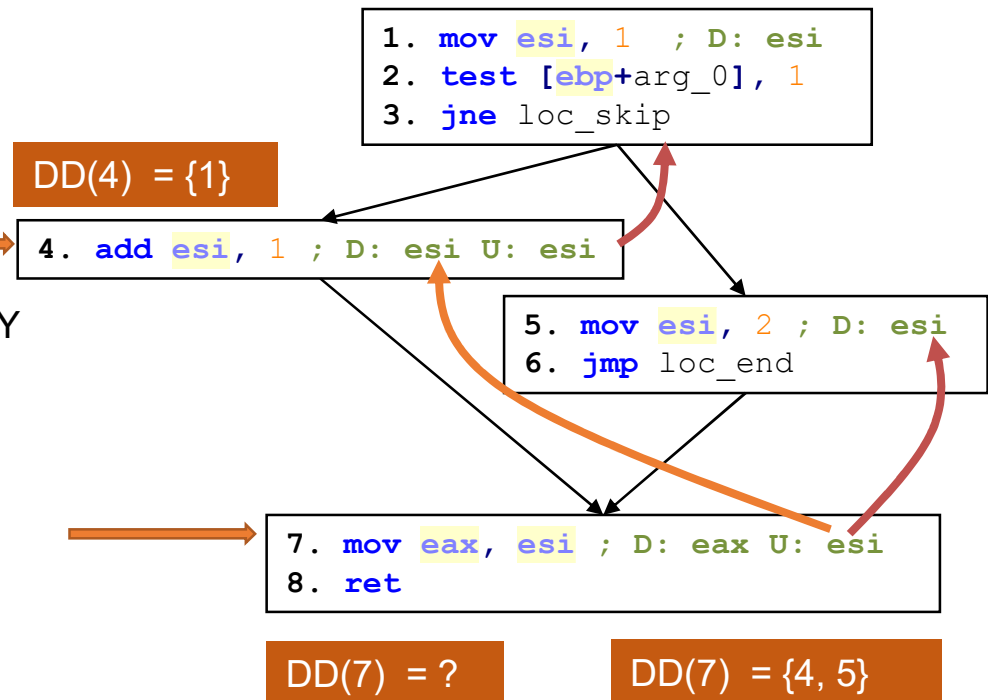 1. mov esi, 1 ; D: esi
2. test [ebp+arg_0], 1
3. jne loc_skip
DD(4) = {1}
4. add esi, 1 ; D: esi U: esi
Y
5. mov esi, 2 ; D: esi
6. jmp loc_end
7. mov eax, esi ; D: eax U: esi
8. ret
DD(7) = ?
DD(7) = {4, 5}